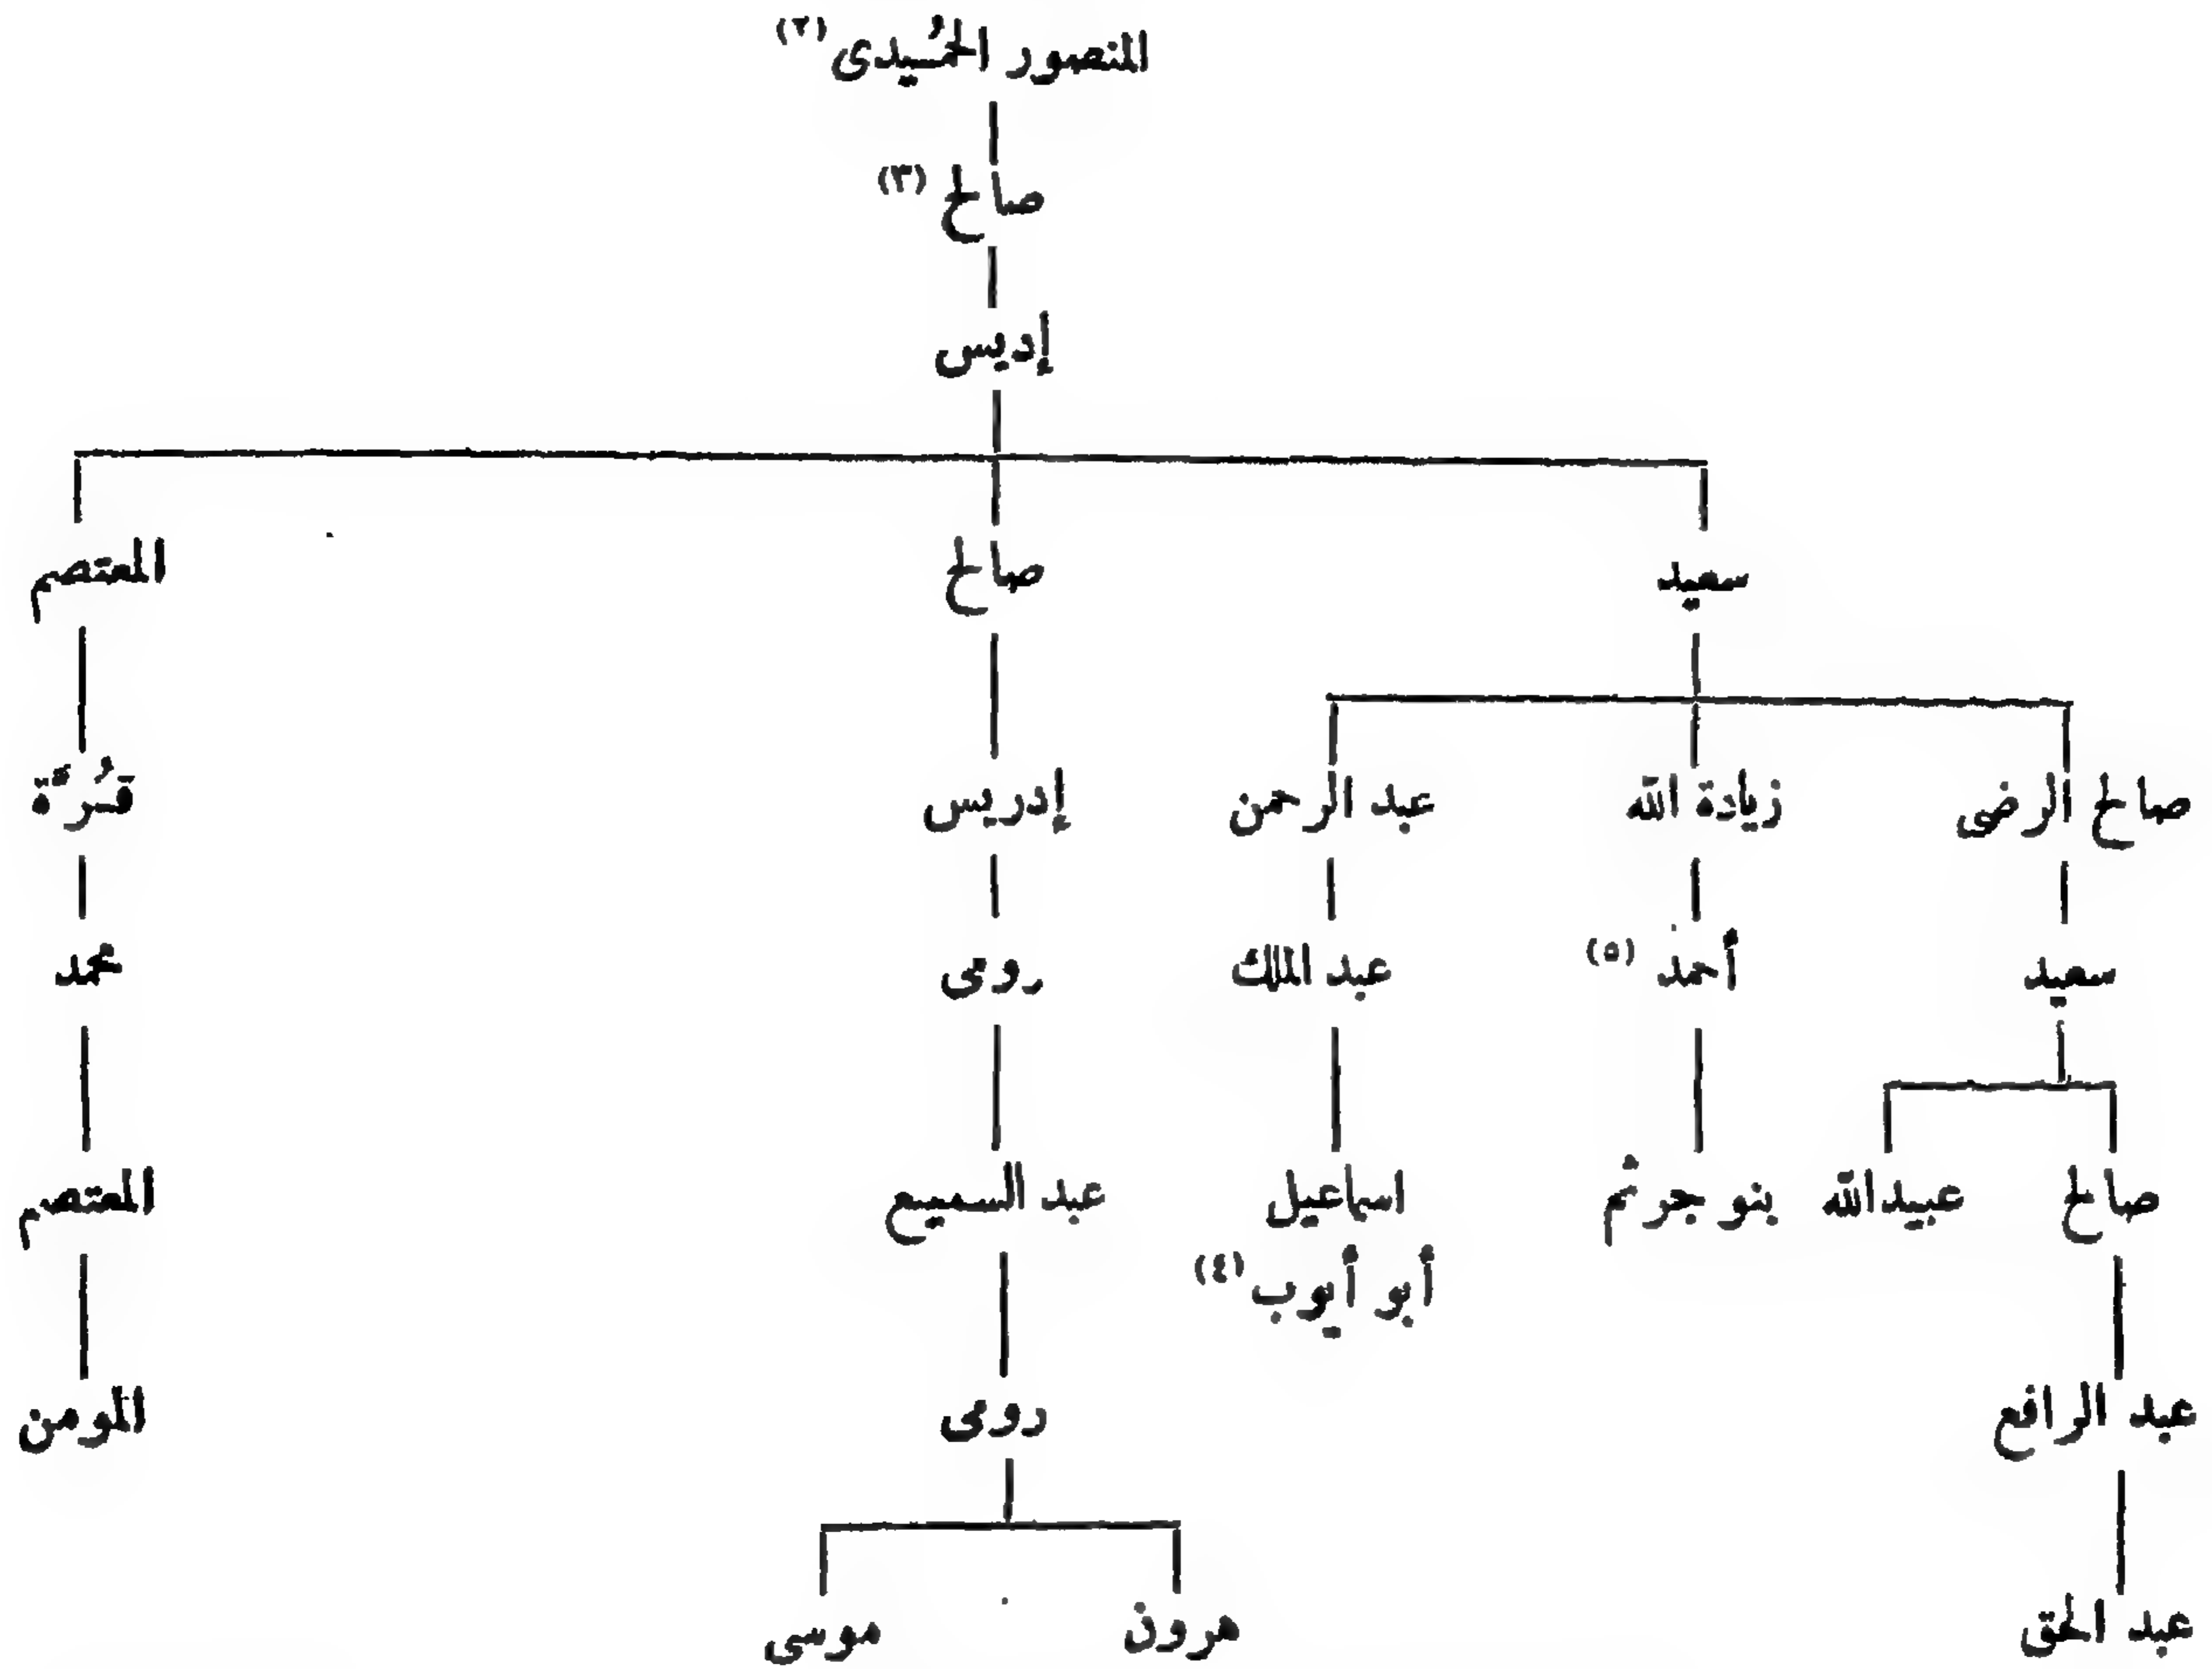 المنصور الحُميدى (٢)
صالح (٣)
إديس
سعيد
صالح
المعتصم
صالح الرضى
زيادة الله
عبد الرحمن
إدريس
قُرّة
سعيد
أحمد (٥)
عبد الملك
رومى
محمد
صالح
عبيدالله
بنو جرثم
اسماعيل
أبو أيوب (٤)
عبد السميع
المعتصم
عبد الرافع
رومى
المومن
عبد الحق
هرون
موسى